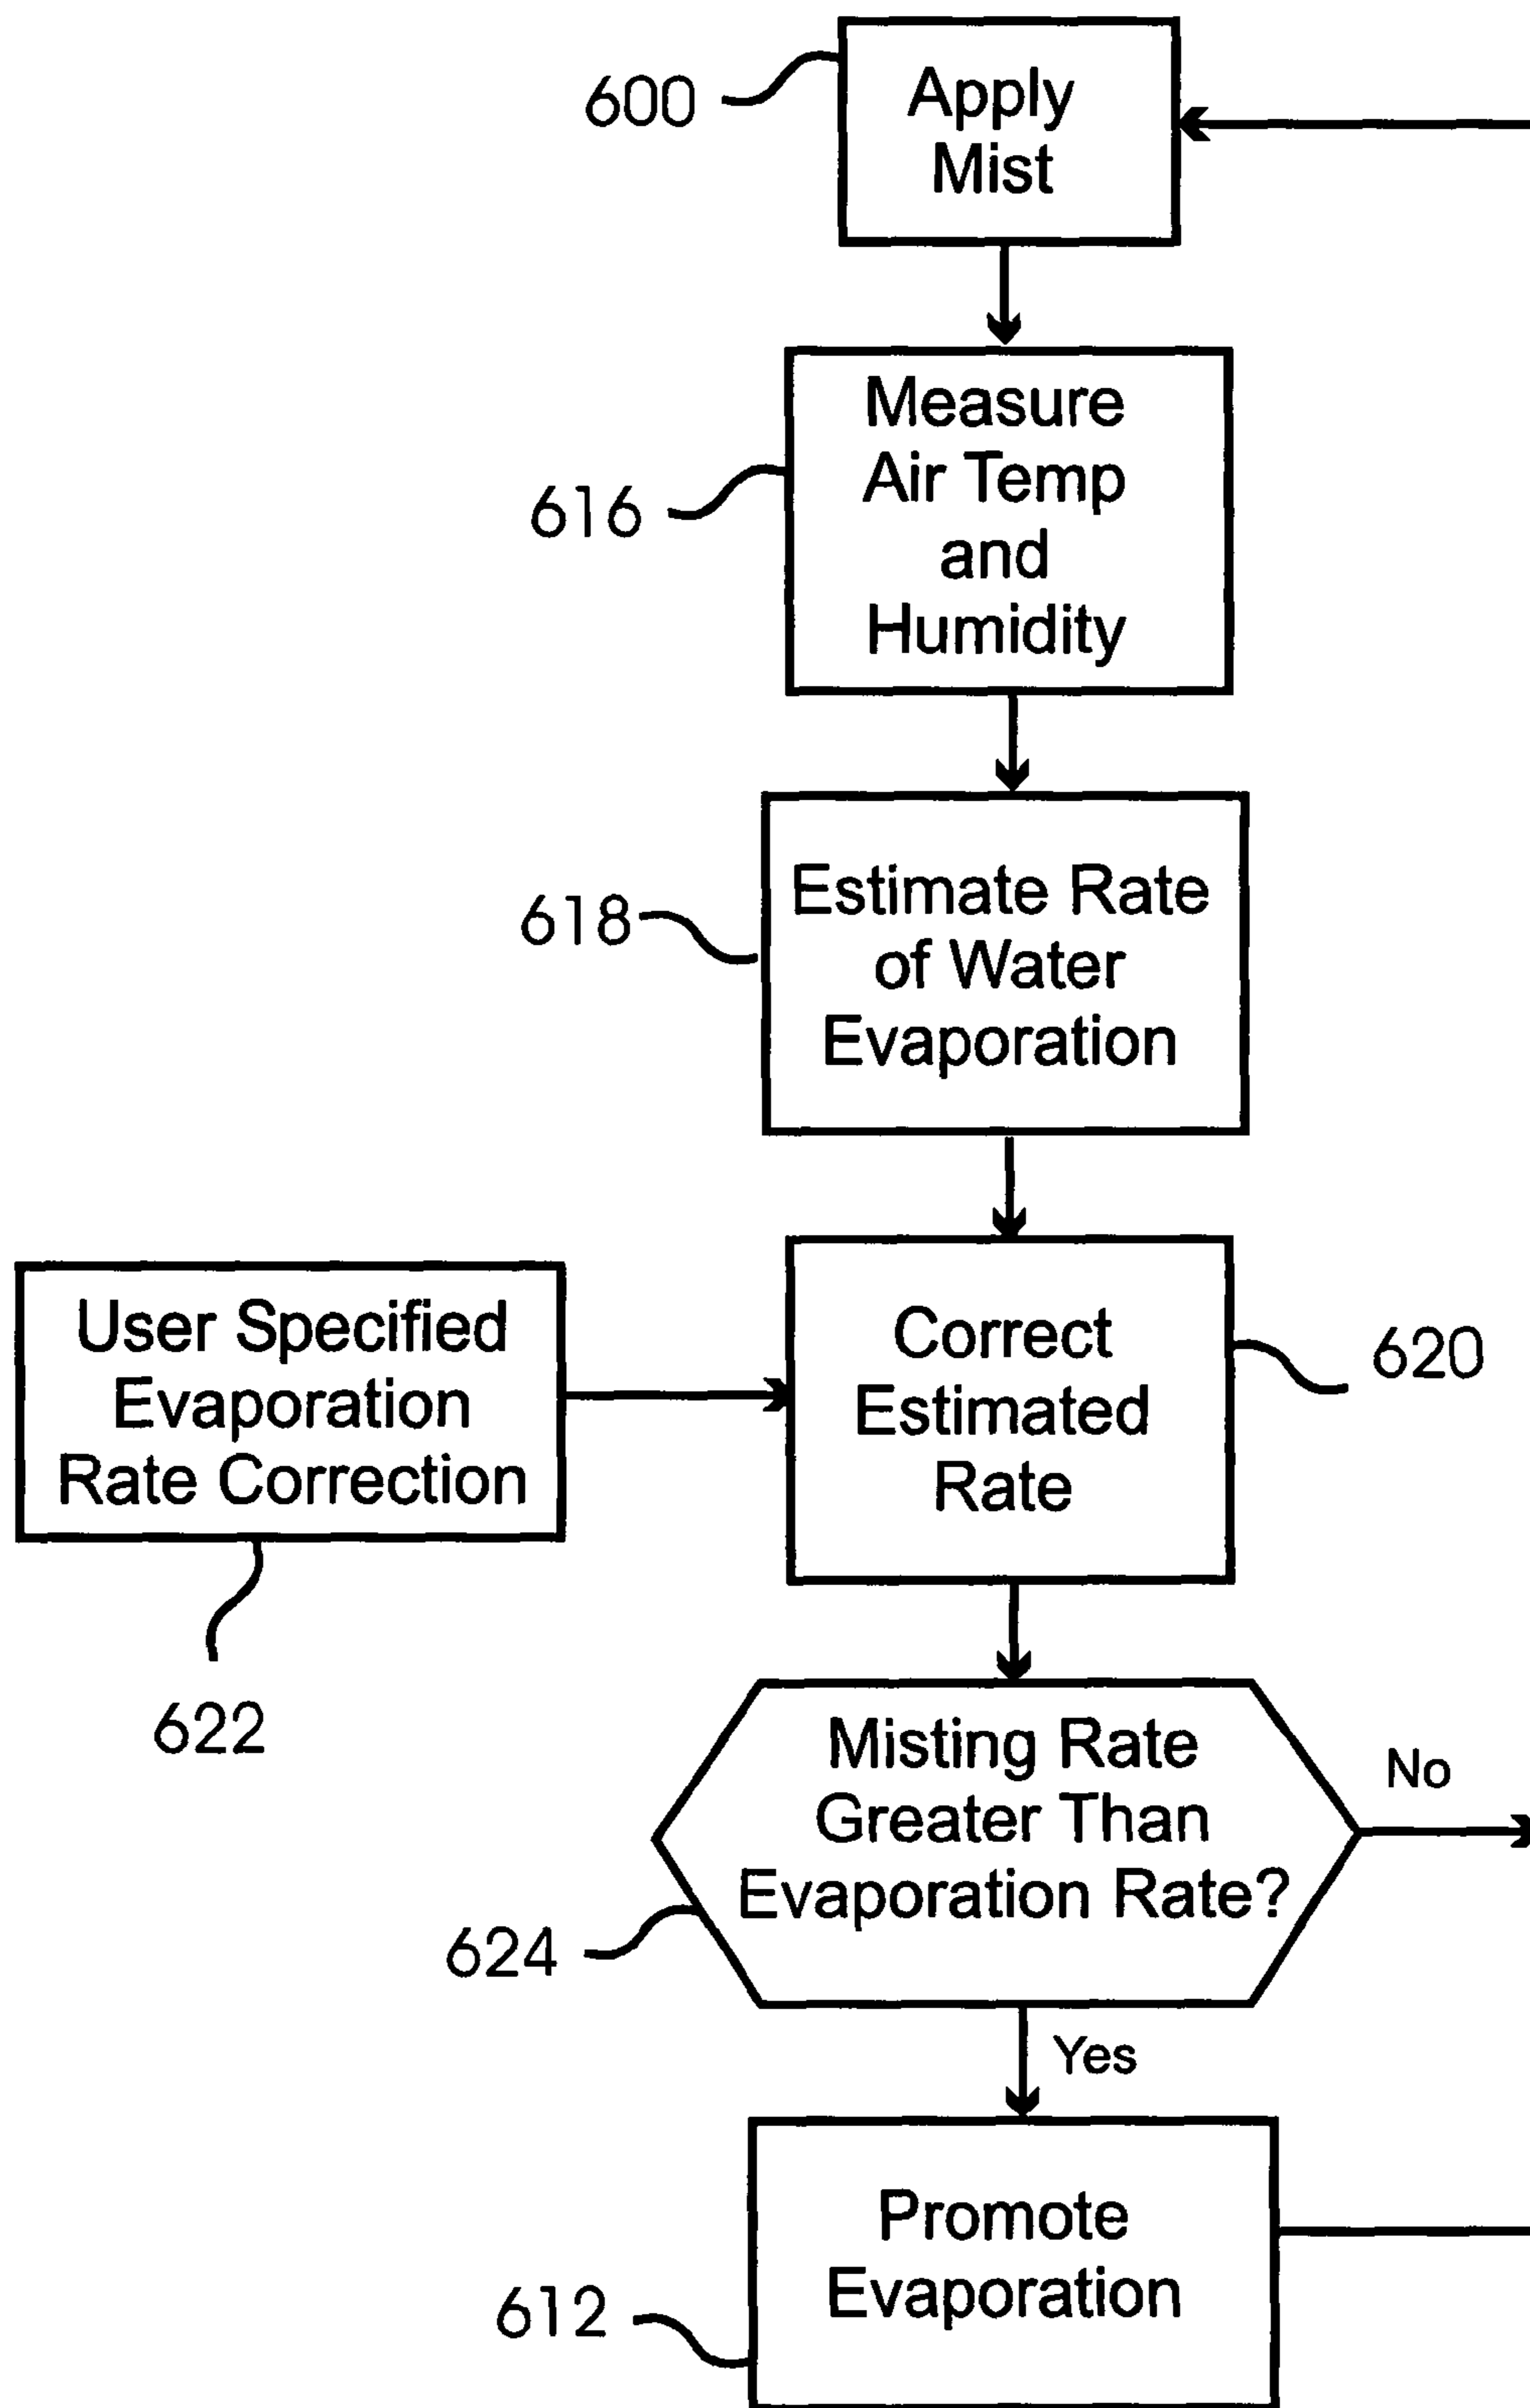 600
Apply
Mist
Measure
Air Temp
and
Humidity
616
Estimate Rate
of Water
Evaporation
618
User Specified
Evaporation
Rate Correction
622
Correct
Estimated
Rate
620
Misting Rate
Greater Than
Evaporation Rate?
No
624
Yes
Promote
Evaporation
612